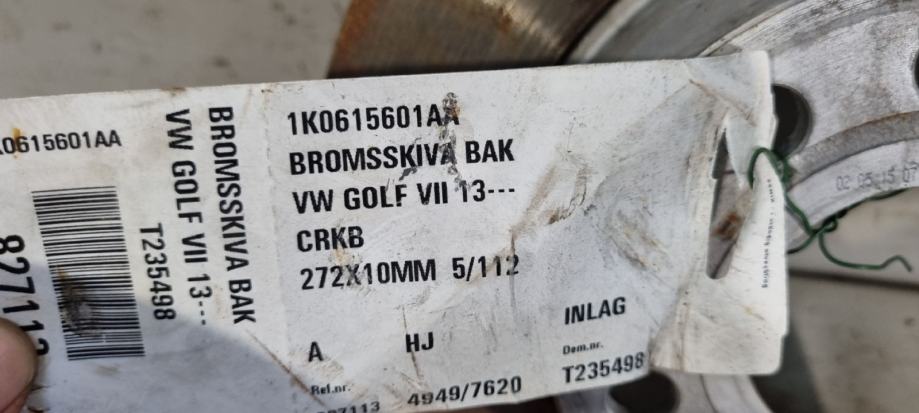 1K0615601AA
BROMSSKIVA BAK
VW GOLF VII 13---
CRKB
272X10MM 5/112
A HJ INLAG
Ref.nr. Dem.nr.
4949/7620 T235498
BROMSSKIVA BAK
VW GOLF VII 13---
T235498
0615601AA